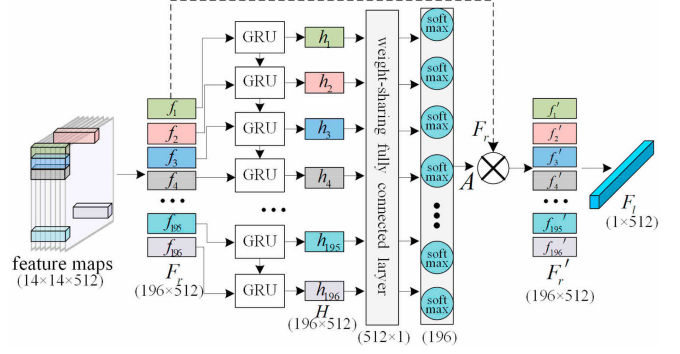 GRU
h1
soft
max
GRU
h2
soft
max
f1
f2
GRU
h3
soft
max
f3
f4
GRU
h4
soft
max
...
f195
f196
GRU
h195
soft
max
GRU
h196
soft
max
feature maps
(14×14×512)
Fr
(196×512)
H
(196×512)
weight-sharing fully connected laryer
(512×1)
(196)
A
Fr
f1′
f2′
f3′
f4′
...
f195′
f196′
Fr′
(196×512)
Fl
(1×512)